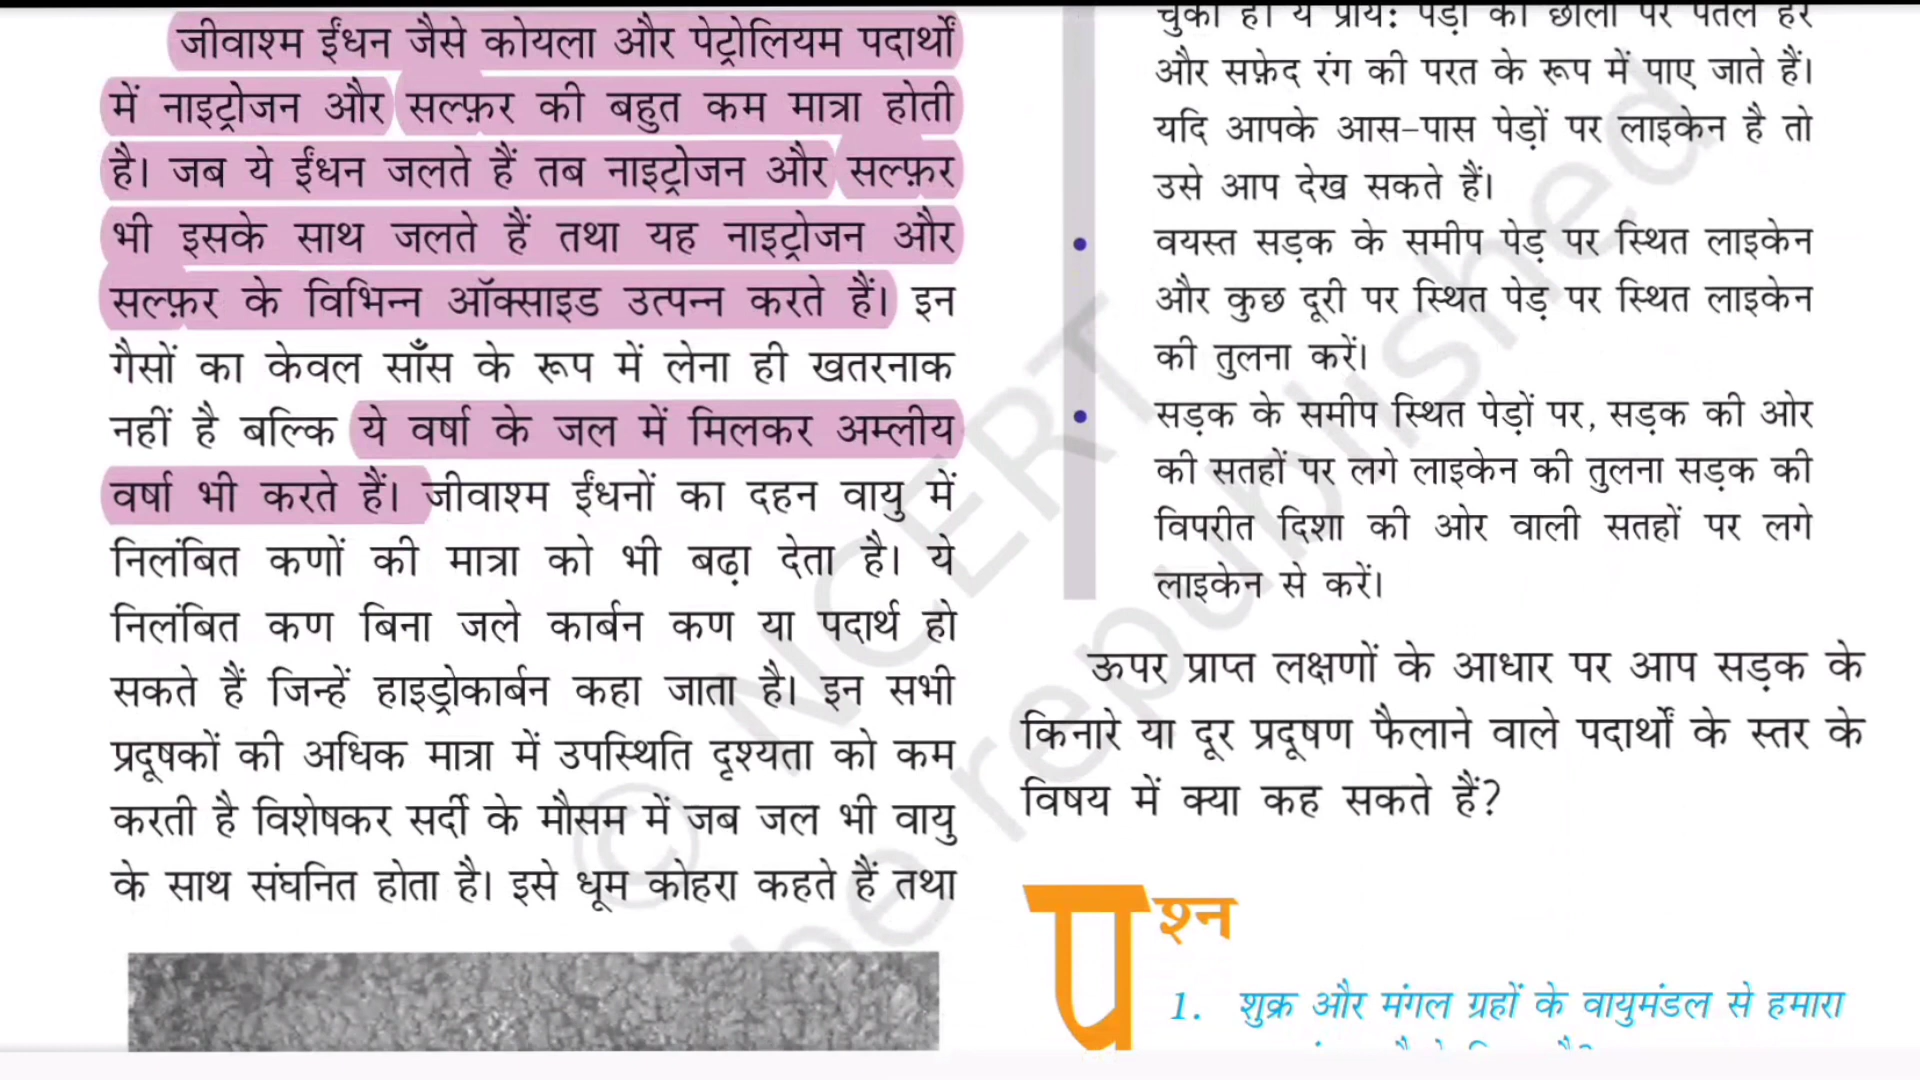 जीवाश्म ईंधन जैसे कोयला और पेट्रोलियम पदार्थों
में नाइट्रोजन और सल्फ़र की बहुत कम मात्रा होती
है। जब ये ईंधन जलते हैं तब नाइट्रोजन और सल्फ़र
भी इसके साथ जलते हैं तथा यह नाइट्रोजन और
सल्फ़र के विभिन्न ऑक्साइड उत्पन्न करते हैं। इन
गैसों का केवल साँस के रूप में लेना ही खतरनाक
नहीं है बल्कि ये वर्षा के जल में मिलकर अम्लीय
वर्षा भी करते हैं। जीवाश्म ईंधनों का दहन वायु में
निलंबित कणों की मात्रा को भी बढ़ा देता है। ये
निलंबित कण बिना जले कार्बन कण या पदार्थ हो
सकते हैं जिन्हें हाइड्रोकार्बन कहा जाता है। इन सभी
प्रदूषकों की अधिक मात्रा में उपस्थिति दृश्यता को कम
करती है विशेषकर सर्दी के मौसम में जब जल भी वायु
के साथ संघनित होता है। इसे धूम कोहरा कहते हैं तथा
चुका है। ये प्राय: पेड़ों की छालों पर पतले हरे
और सफ़ेद रंग की परत के रूप में पाए जाते हैं।
यदि आपके आस-पास पेड़ों पर लाइकेन है तो
उसे आप देख सकते हैं।
• वयस्त सड़क के समीप पेड़ पर स्थित लाइकेन
और कुछ दूरी पर स्थित पेड़ पर स्थित लाइकेन
की तुलना करें।
• सड़क के समीप स्थित पेड़ों पर, सड़क की ओर
की सतहों पर लगे लाइकेन की तुलना सड़क की
विपरीत दिशा की ओर वाली सतहों पर लगे
लाइकेन से करें।
ऊपर प्राप्त लक्षणों के आधार पर आप सड़क के
किनारे या दूर प्रदूषण फैलाने वाले पदार्थों के स्तर के
विषय में क्या कह सकते हैं?
प्रश्न
1. शुक्र और मंगल ग्रहों के वायुमंडल से हमारा
© NCERT
be republished